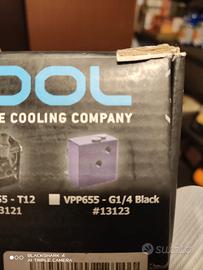 OOL
E COOLING COMPANY
55 - T12
VPP655 - G1/4 Black
3121
#13123
BLACKSHARK 4
AI TRIPLE CAMERA
subito